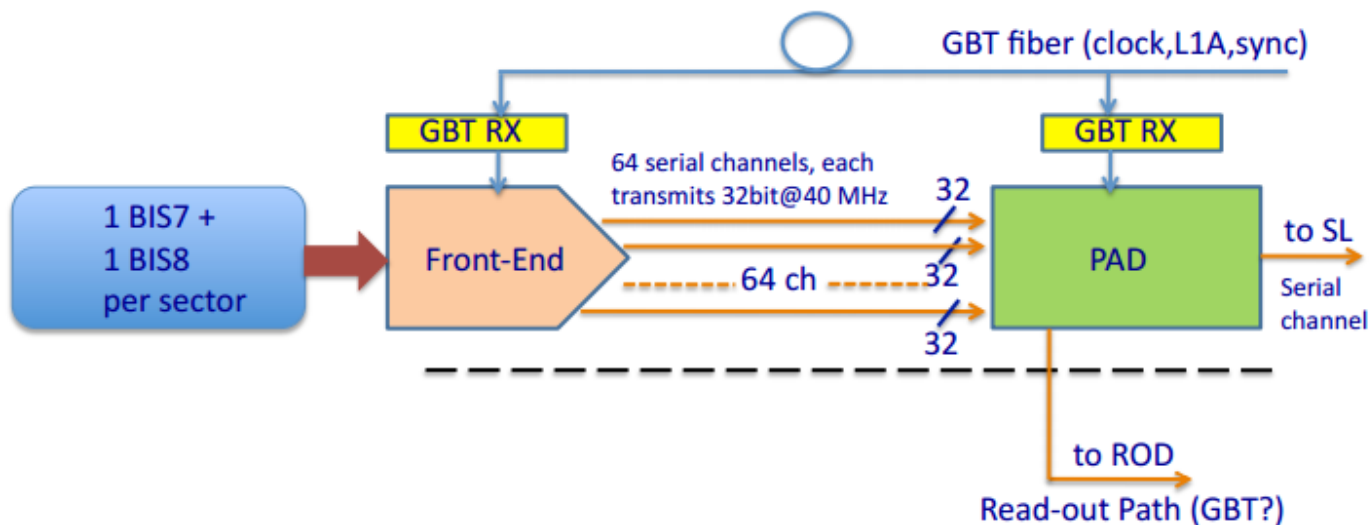 GBT fiber (clock,L1A,sync)
GBT RX
GBT RX
64 serial channels, each
transmits 32bit@40 MHz
32
1 BIS7 +
1 BIS8
per sector
Front-End
64 ch
32
32
PAD
to SL
Serial
channel
to ROD
Read-out Path (GBT?)